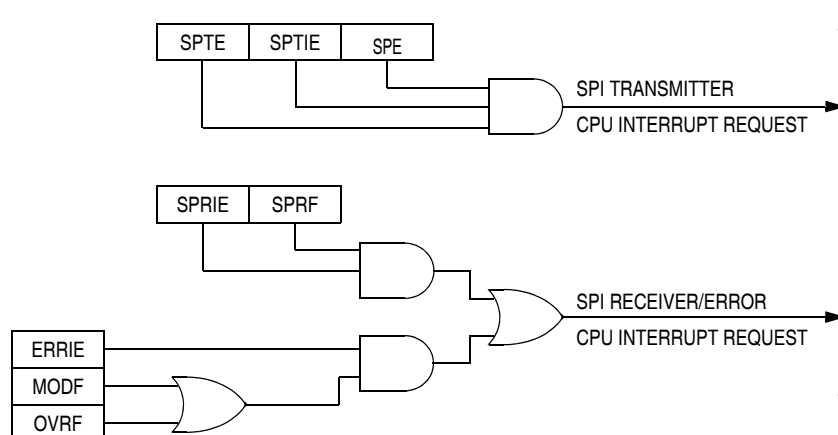 SPTE SPTIE SPE
SPI TRANSMITTER
CPU INTERRUPT REQUEST
SPRIE SPRF
SPI RECEIVER/ERROR
CPU INTERRUPT REQUEST
ERRIE
MODF
OVRF